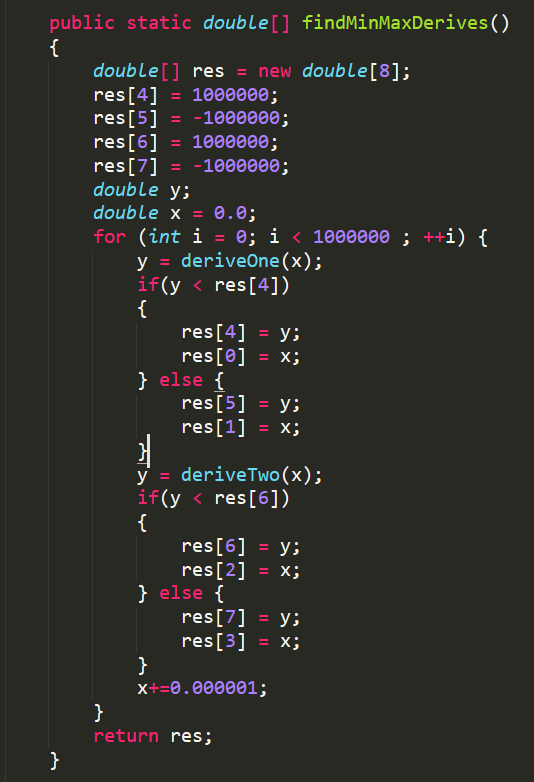 public static double[] findMinMaxDerives()
{
    double[] res = new double[8];
    res[4] = 1000000;
    res[5] = -1000000;
    res[6] = 1000000;
    res[7] = -1000000;
    double y;
    double x = 0.0;
    for (int i = 0; i < 1000000 ; ++i) {
        y = deriveOne(x);
        if(y < res[4])
        {
            res[4] = y;
            res[0] = x;
        } else {
            res[5] = y;
            res[1] = x;
        }
        y = deriveTwo(x);
        if(y < res[6])
        {
            res[6] = y;
            res[2] = x;
        } else {
            res[7] = y;
            res[3] = x;
        }
        x+=0.000001;
    }
    return res;
}